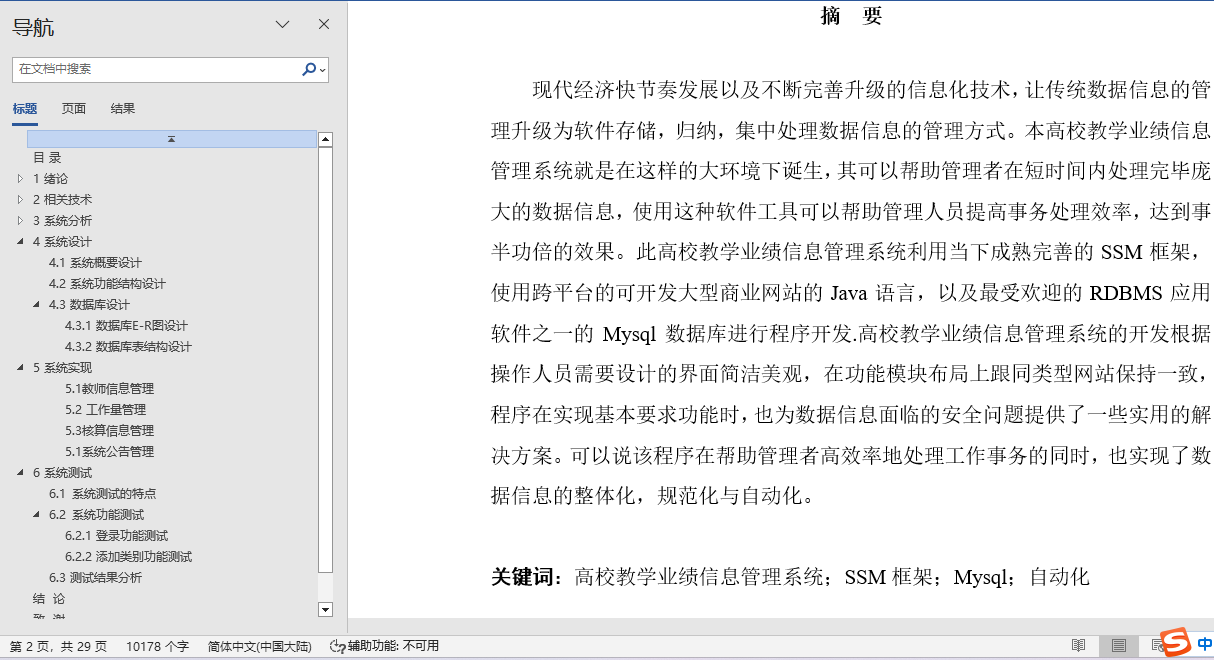 导航
在文档中搜索
标题 页面 结果
目 录
1 绪论
2 相关技术
3 系统分析
4 系统设计
4.1 系统概要设计
4.2 系统功能结构设计
4.3 数据库设计
4.3.1 数据库E-R图设计
4.3.2 数据库表结构设计
5 系统实现
5.1教师信息管理
5.2 工作量管理
5.3核算信息管理
5.1系统公告管理
6 系统测试
6.1 系统测试的特点
6.2 系统功能测试
6.2.1 登录功能测试
6.2.2 添加类别功能测试
6.3 测试结果分析
结 论
致 谢
摘 要
现代经济快节奏发展以及不断完善升级的信息化技术，让传统数据信息的管
理升级为软件存储，归纳，集中处理数据信息的管理方式。本高校教学业绩信息
管理系统就是在这样的大环境下诞生，其可以帮助管理者在短时间内处理完毕庞
大的数据信息，使用这种软件工具可以帮助管理人员提高事务处理效率，达到事
半功倍的效果。此高校教学业绩信息管理系统利用当下成熟完善的 SSM 框架，
使用跨平台的可开发大型商业网站的 Java 语言，以及最受欢迎的 RDBMS 应用
软件之一的 Mysql 数据库进行程序开发.高校教学业绩信息管理系统的开发根据
操作人员需要设计的界面简洁美观，在功能模块布局上跟同类型网站保持一致，
程序在实现基本要求功能时，也为数据信息面临的安全问题提供了一些实用的解
决方案。可以说该程序在帮助管理者高效率地处理工作事务的同时，也实现了数
据信息的整体化，规范化与自动化。
关键词：高校教学业绩信息管理系统；SSM 框架；Mysql；自动化
第 2 页，共 29 页 10178 个字 简体中文(中国大陆) 辅助功能: 不可用
中